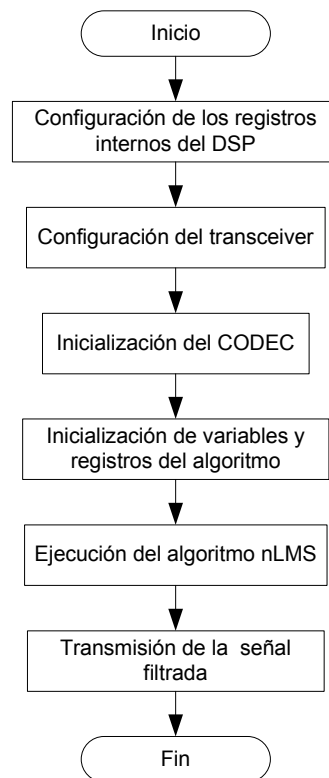 Inicio
Configuración de los registros
internos del DSP
Configuración del transceiver
Inicialización del CODEC
Inicialización de variables y
registros del algoritmo
Ejecución del algoritmo nLMS
Transmisión de la señal
filtrada
Fin